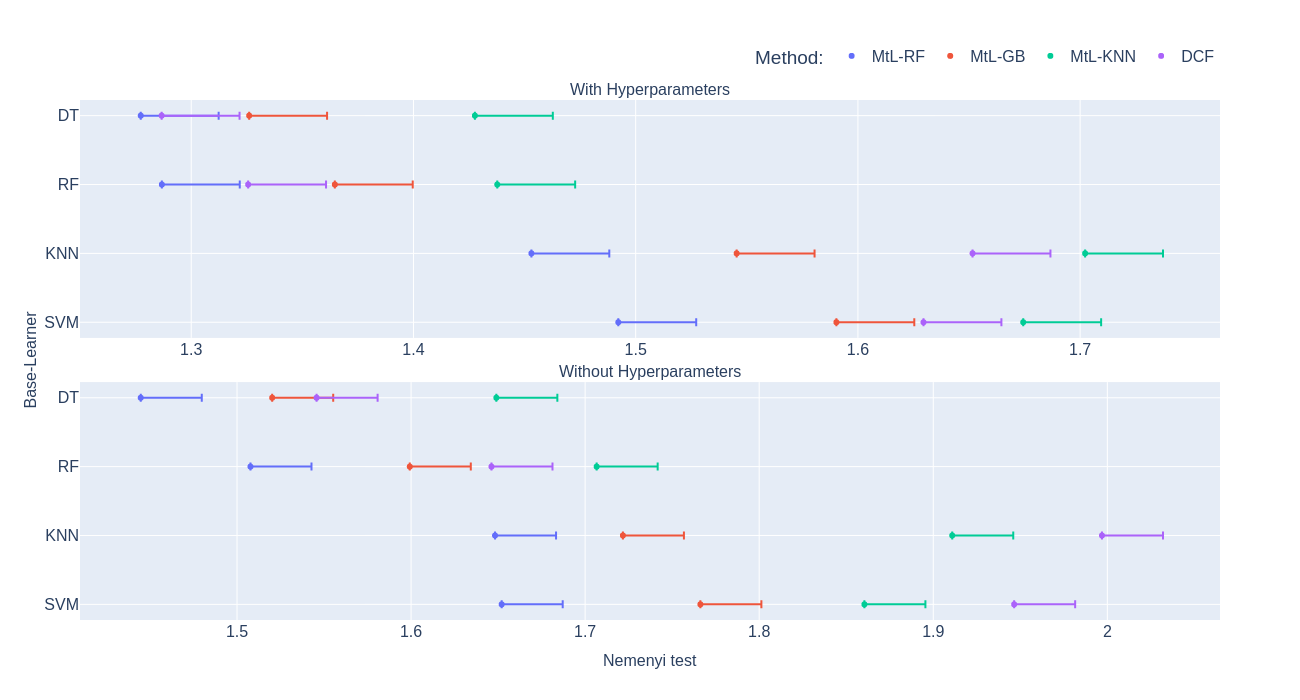 Method: MtL-RF MtL-GB MtL-KNN DCF
With Hyperparameters
DT
RF
KNN
SVM
1.3 1.4 1.5 1.6 1.7
Without Hyperparameters
Base-Learner
DT
RF
KNN
SVM
1.5 1.6 1.7 1.8 1.9 2
Nemenyi test